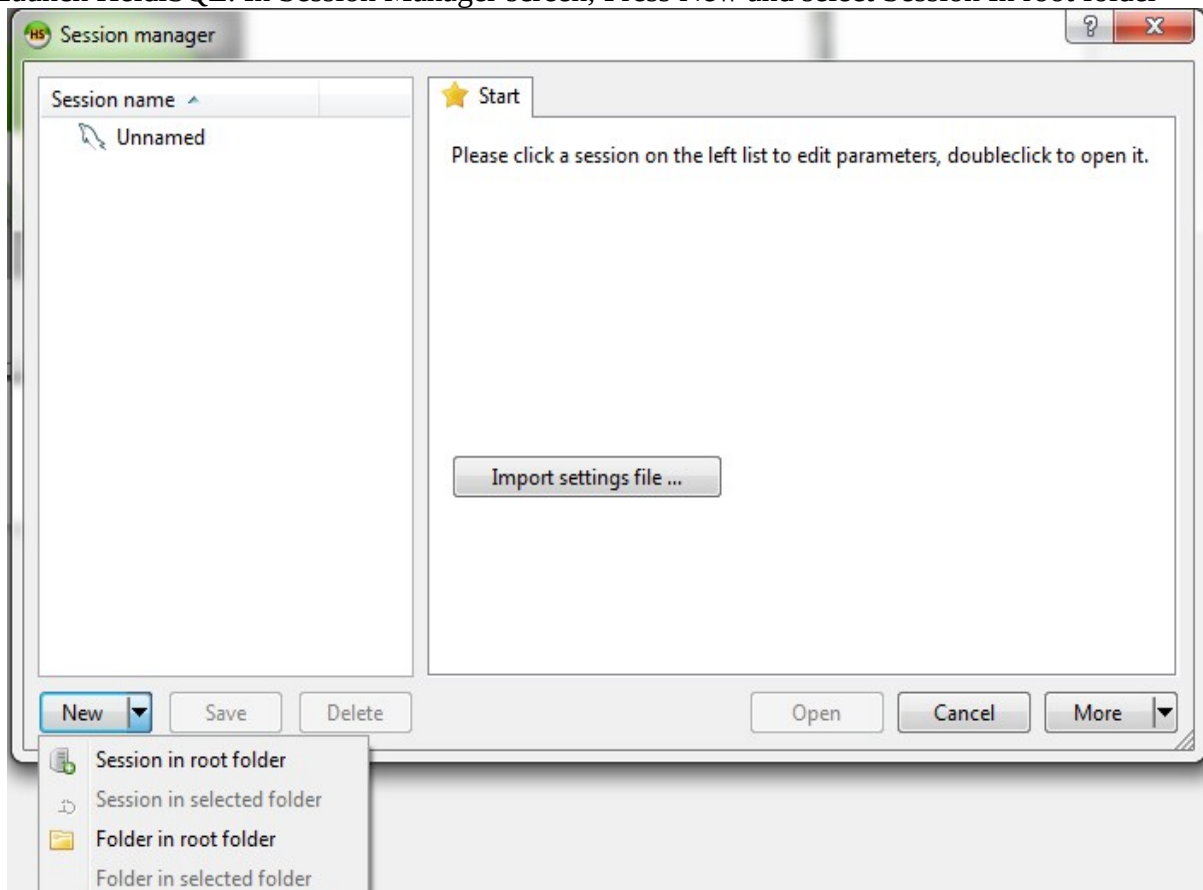 Launch HeidiSQL. In Session Manager screen, Press New and select Session in root folder
HS Session manager
?
X
Session name
Start
Unnamed
Please click a session on the left list to edit parameters, doubleclick to open it.
Import settings file ...
New
Save
Delete
Open
Cancel
More
Session in root folder
Session in selected folder
Folder in root folder
Folder in selected folder